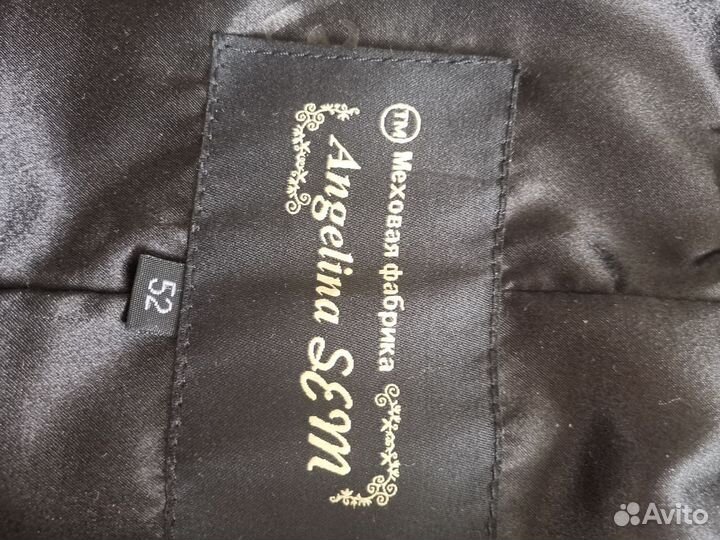 ™ Меховая фабрика
Angelina SEM
52
Avito